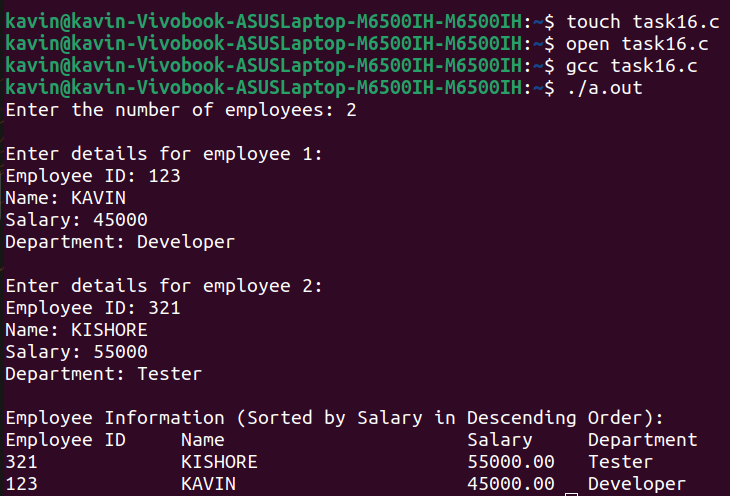 kavin@kavin-Vivobook-ASUSLaptop-M6500IH-M6500IH:~$ touch task16.c
kavin@kavin-Vivobook-ASUSLaptop-M6500IH-M6500IH:~$ open task16.c
kavin@kavin-Vivobook-ASUSLaptop-M6500IH-M6500IH:~$ gcc task16.c
kavin@kavin-Vivobook-ASUSLaptop-M6500IH-M6500IH:~$ ./a.out
Enter the number of employees: 2

Enter details for employee 1:
Employee ID: 123
Name: KAVIN
Salary: 45000
Department: Developer

Enter details for employee 2:
Employee ID: 321
Name: KISHORE
Salary: 55000
Department: Tester

Employee Information (Sorted by Salary in Descending Order):
Employee ID     Name                      Salary     Department
321             KISHORE                   55000.00   Tester
123             KAVIN                     45000.00   Developer